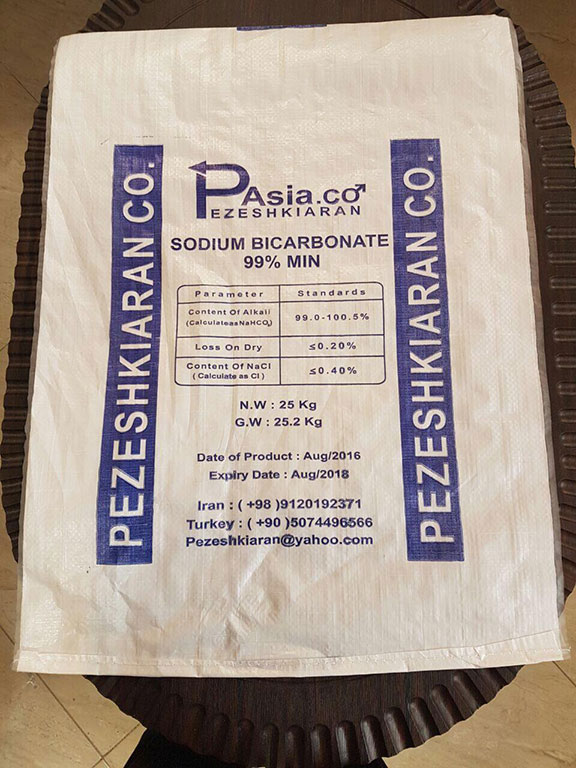 PEZESHKIARAN CO.
PAsia.co
EZESHKIARAN
SODIUM BICARBONATE
99% MIN
Parameter Standards
Content Of Alkali
(CalculateasNaHCO3) 99.0-100.5%
Loss On Dry ≤0.20%
Content Of NaCl
( Calculate as Cl ) ≤0.40%
N.W : 25 Kg
G.W : 25.2 Kg
Date of Product : Aug/2016
Expiry Date : Aug/2018
Iran : ( +98 )9120192371
Turkey : ( +90 )5074496566
Pezeshkiaran@yahoo.com
PEZESHKIARAN CO.